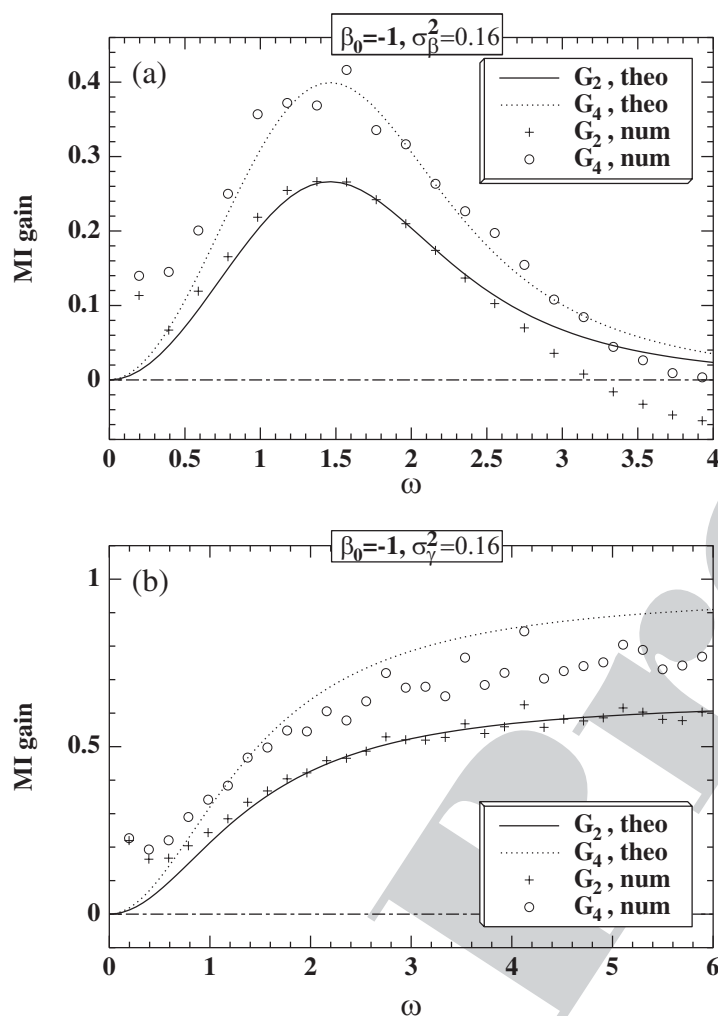 β₀=-1, σ²_β=0.16
(a)
G₂ , theo
G₄ , theo
G₂ , num
G₄ , num
MI gain
0.4
0.3
0.2
0.1
0
0 0.5 1 1.5 2 2.5 3 3.5 4
ω
β₀=-1, σ²_γ=0.16
(b)
1
0.5
0
MI gain
G₂ , theo
G₄ , theo
G₂ , num
G₄ , num
0 1 2 3 4 5 6
ω